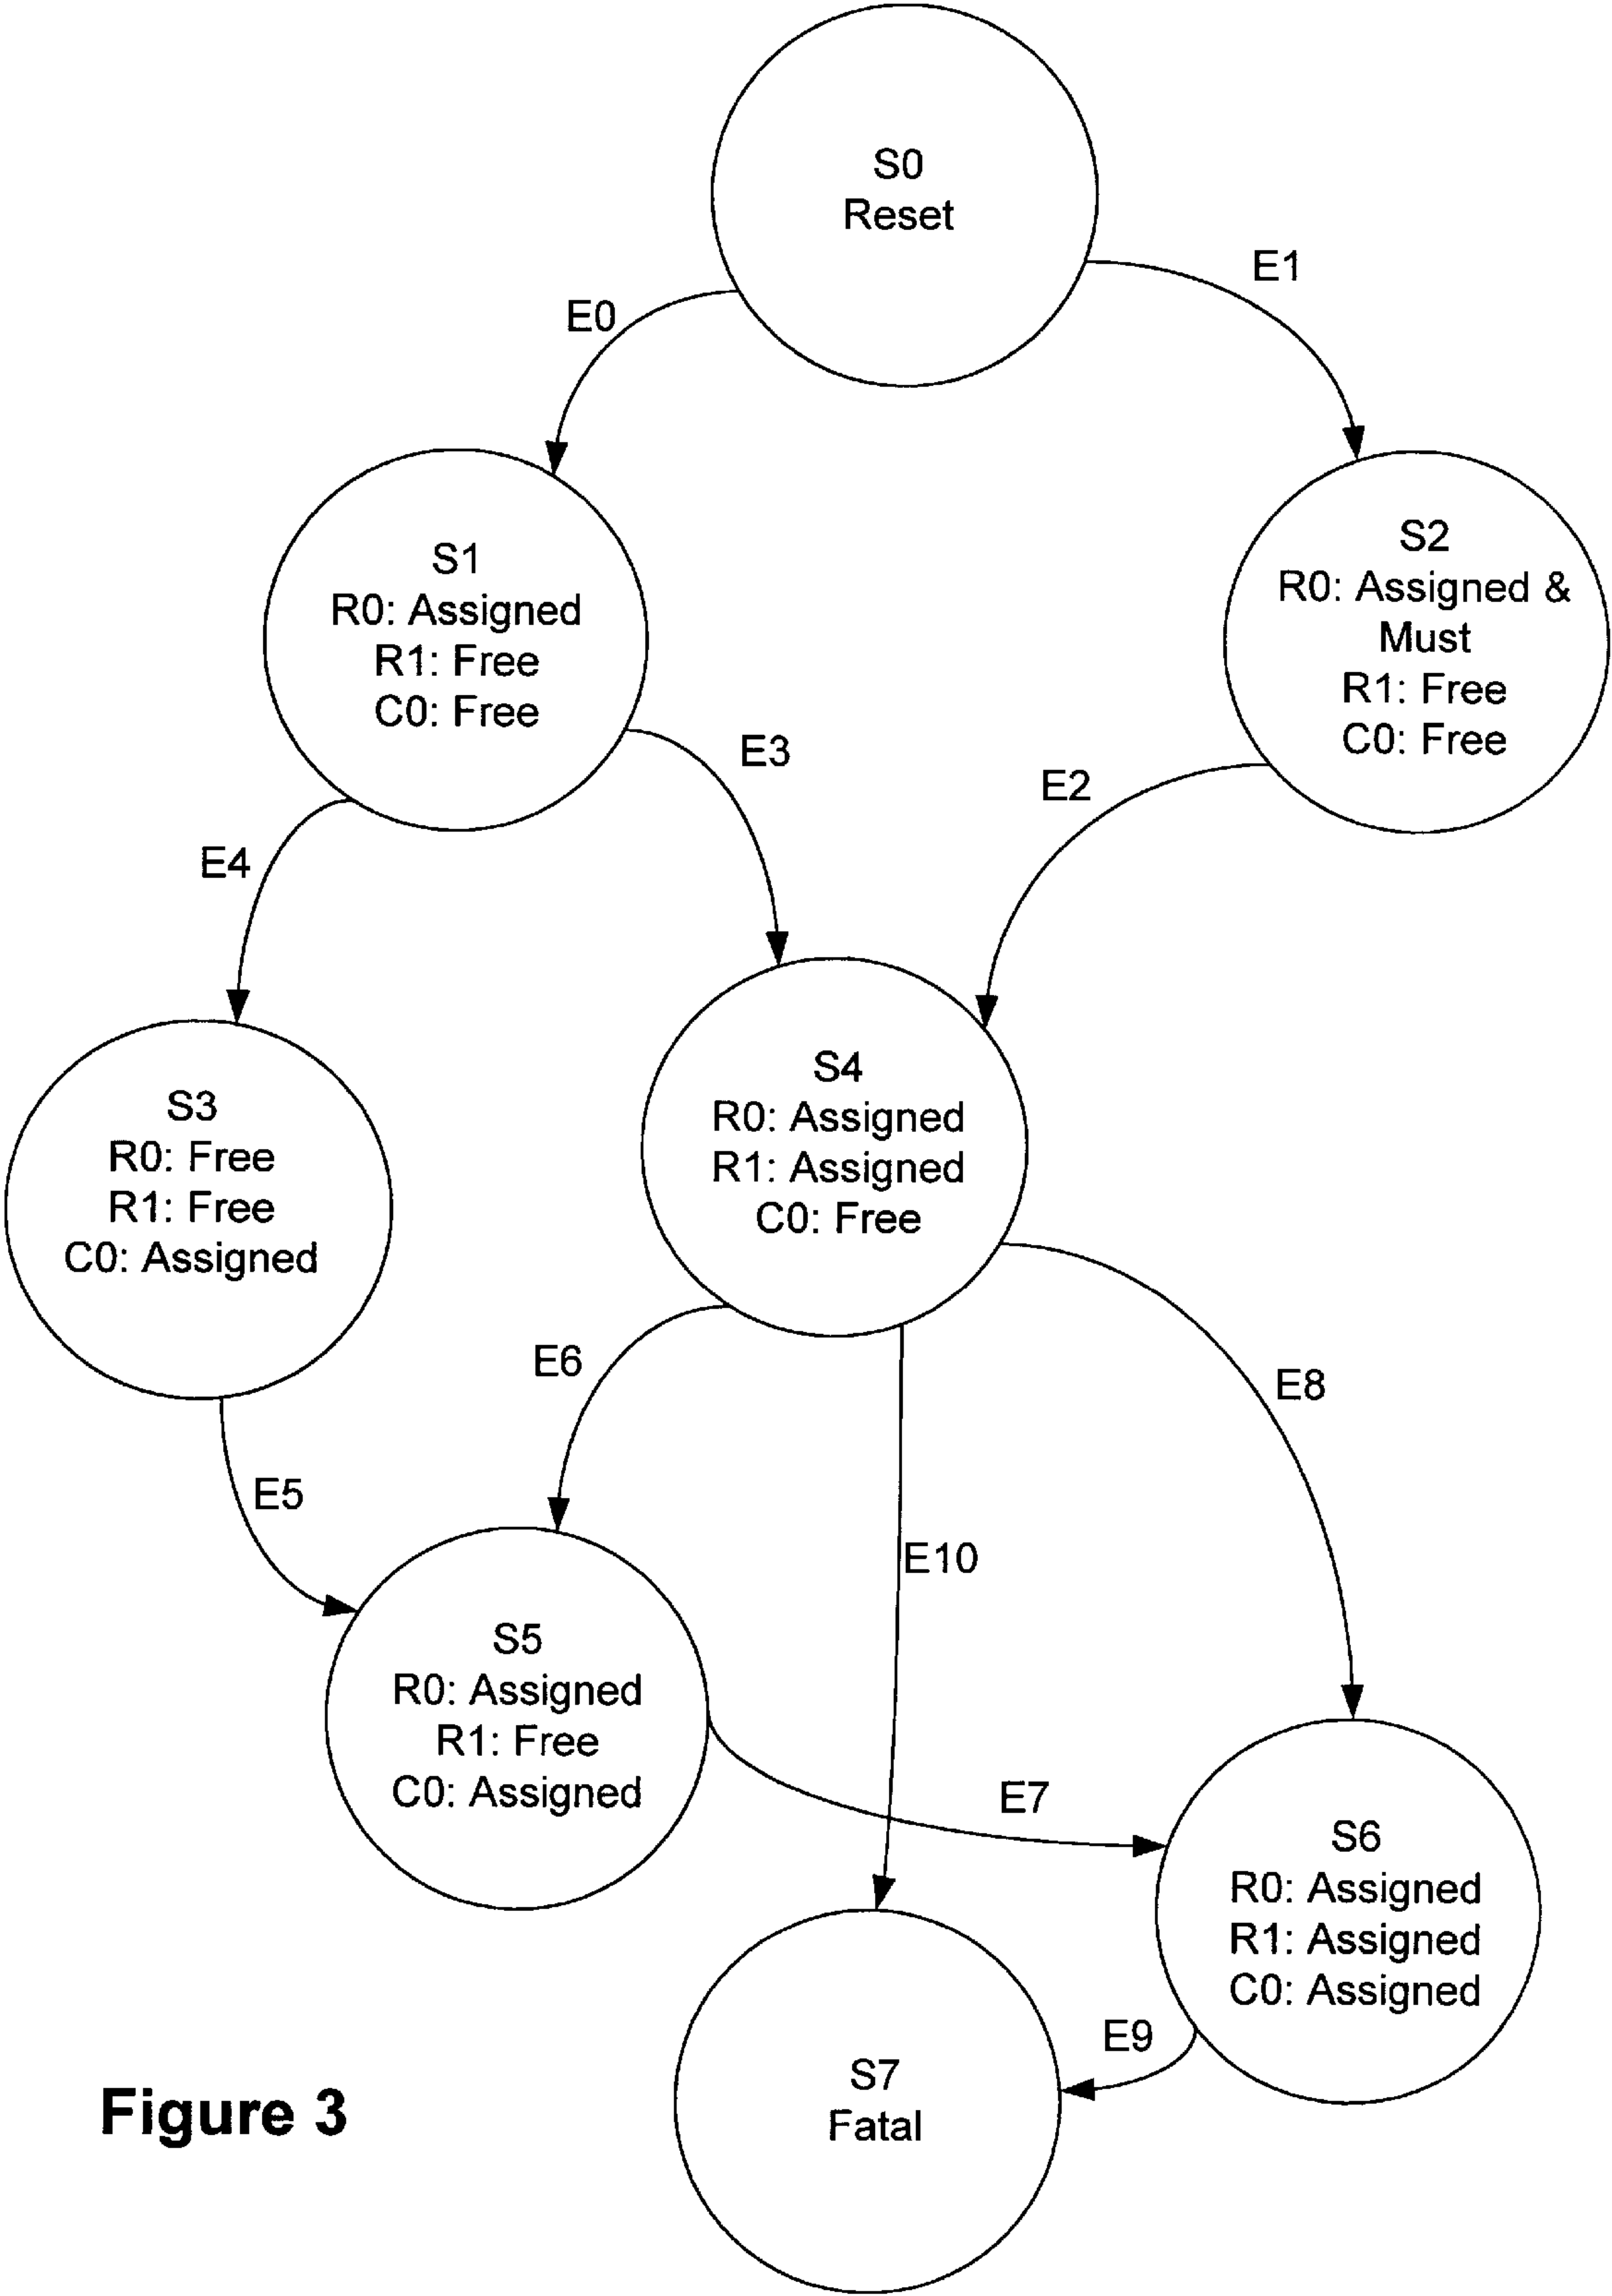 S0
Reset
E1
E0
S1
R0: Assigned
R1: Free
C0: Free
S2
R0: Assigned &
Must
R1: Free
C0: Free
E3
E2
E4
S3
R0: Free
R1: Free
C0: Assigned
S4
R0: Assigned
R1: Assigned
C0: Free
E6
E8
E5
E10
S5
R0: Assigned
R1: Free
C0: Assigned
E7
S6
R0: Assigned
R1: Assigned
C0: Assigned
E9
S7
Fatal
Figure 3